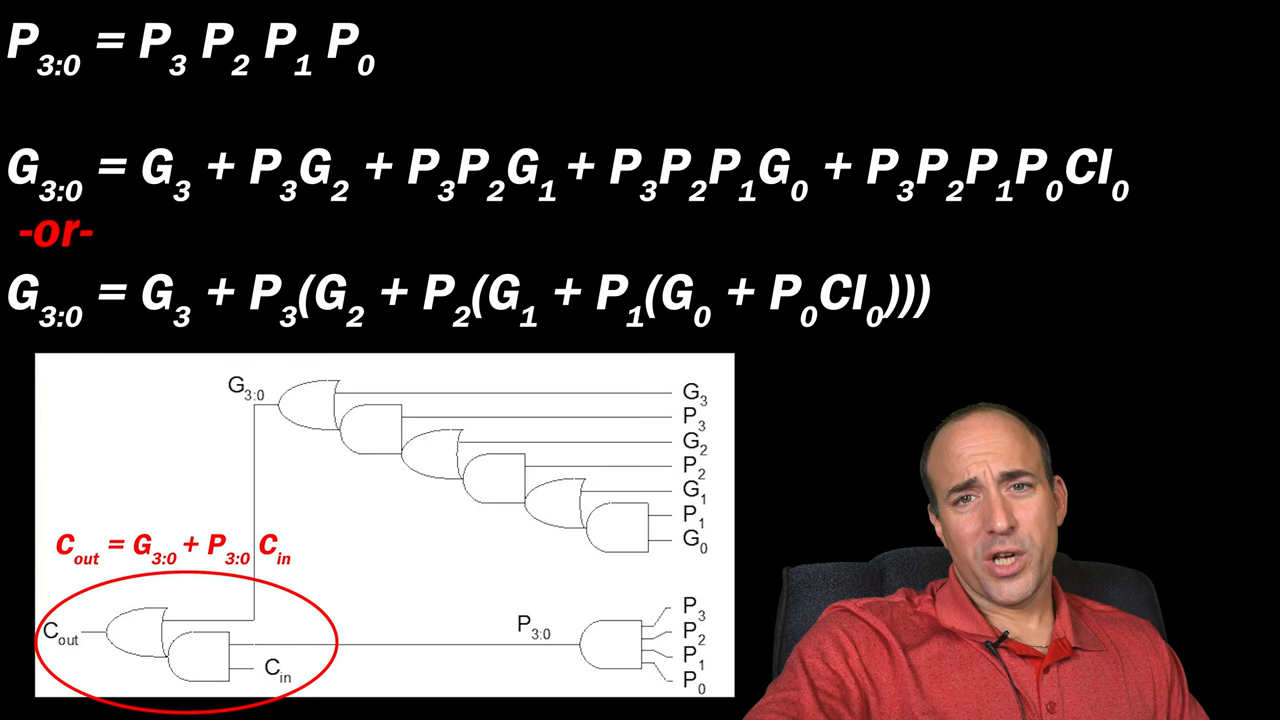 P3:0 = P3 P2 P1 P0
G3:0 = G3 + P3G2 + P3P2G1 + P3P2P1G0 + P3P2P1P0CI0
-or-
G3:0 = G3 + P3(G2 + P2(G1 + P1(G0 + P0CI0)))
G3:0
G3
P3
G2
P2
G1
P1
G0
Cout = G3:0 + P3:0 Cin
Cout
Cin
P3:0
P3
P2
P1
P0